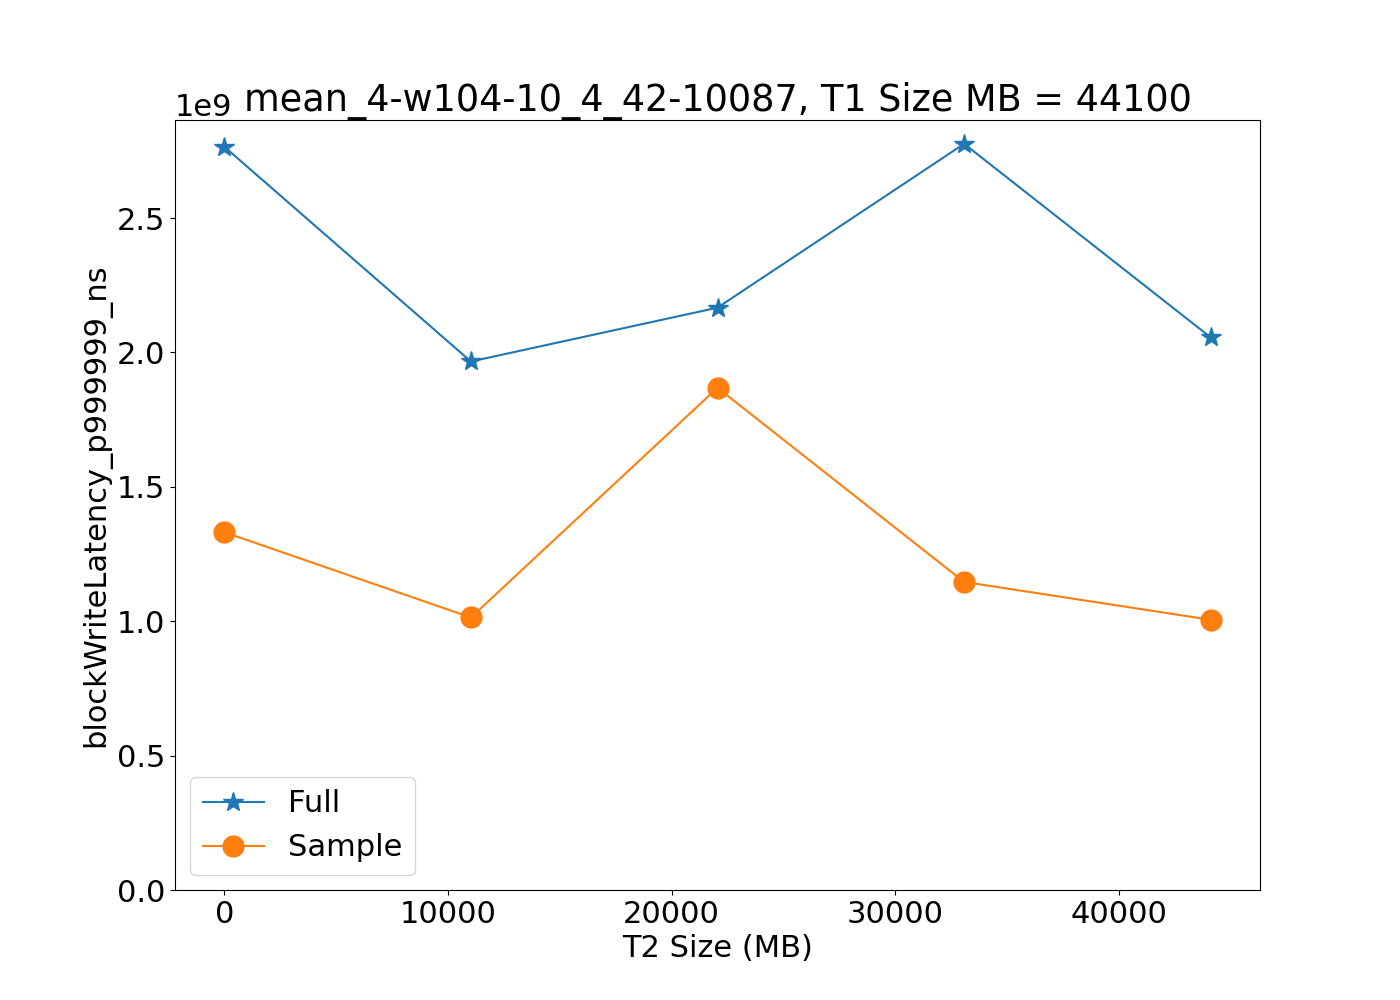 1e9
mean_4-w104-10_4_42-10087, T1 Size MB = 44100
blockWriteLatency_p999999_ns
2.5
2.0
1.5
1.0
0.5
0.0
Full
Sample
0 10000 20000 30000 40000
T2 Size (MB)